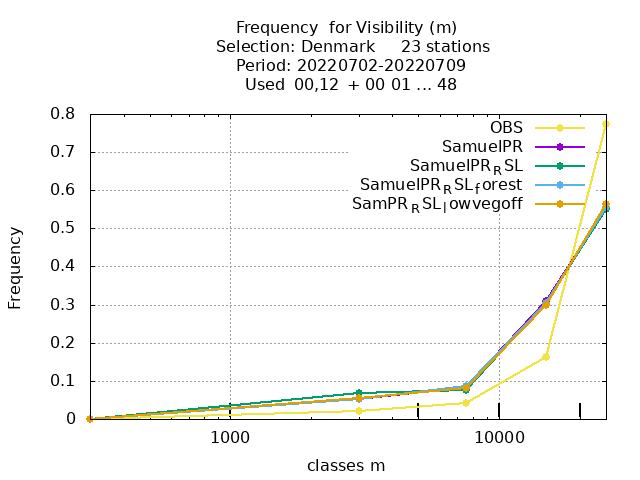 Frequency  for Visibility (m)
Selection: Denmark     23 stations
Period: 20220702-20220709
Used  00,12  + 00 01 ... 48
0.8
0.7
0.6
0.5
0.4
0.3
0.2
0.1
0
Frequency
OBS
SamuelPR
SamuelPR_RSL
SamuelPR_RSL_forest
SamPR_RSL_lowvegoff
1000
10000
classes m